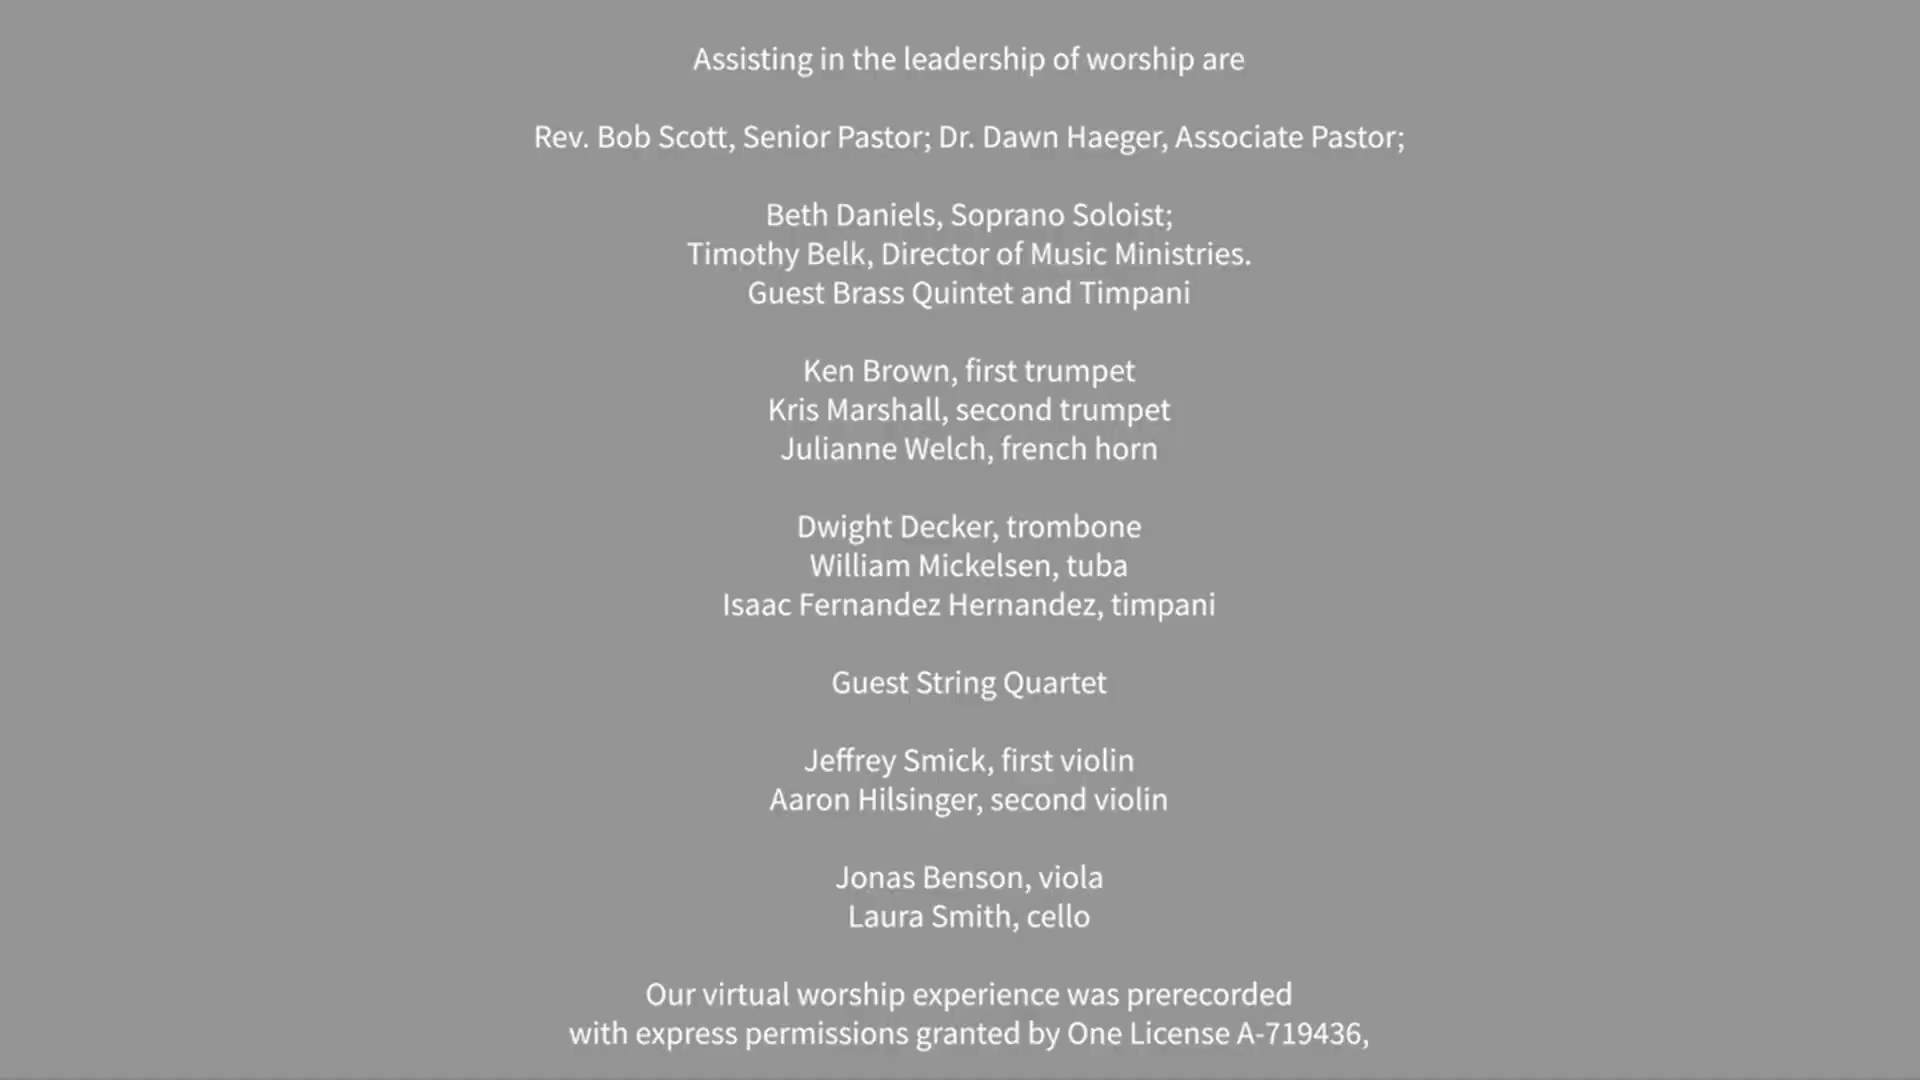 Assisting in the leadership of worship are
Rev. Bob Scott, Senior Pastor; Dr. Dawn Haeger, Associate Pastor;
Beth Daniels, Soprano Soloist;
Timothy Belk, Director of Music Ministries.
Guest Brass Quintet and Timpani
Ken Brown, first trumpet
Kris Marshall, second trumpet
Julianne Welch, french horn
Dwight Decker, trombone
William Mickelsen, tuba
Isaac Fernandez Hernandez, timpani
Guest String Quartet
Jeffrey Smick, first violin
Aaron Hilsinger, second violin
Jonas Benson, viola
Laura Smith, cello
Our virtual worship experience was prerecorded
with express permissions granted by One License A-719436,